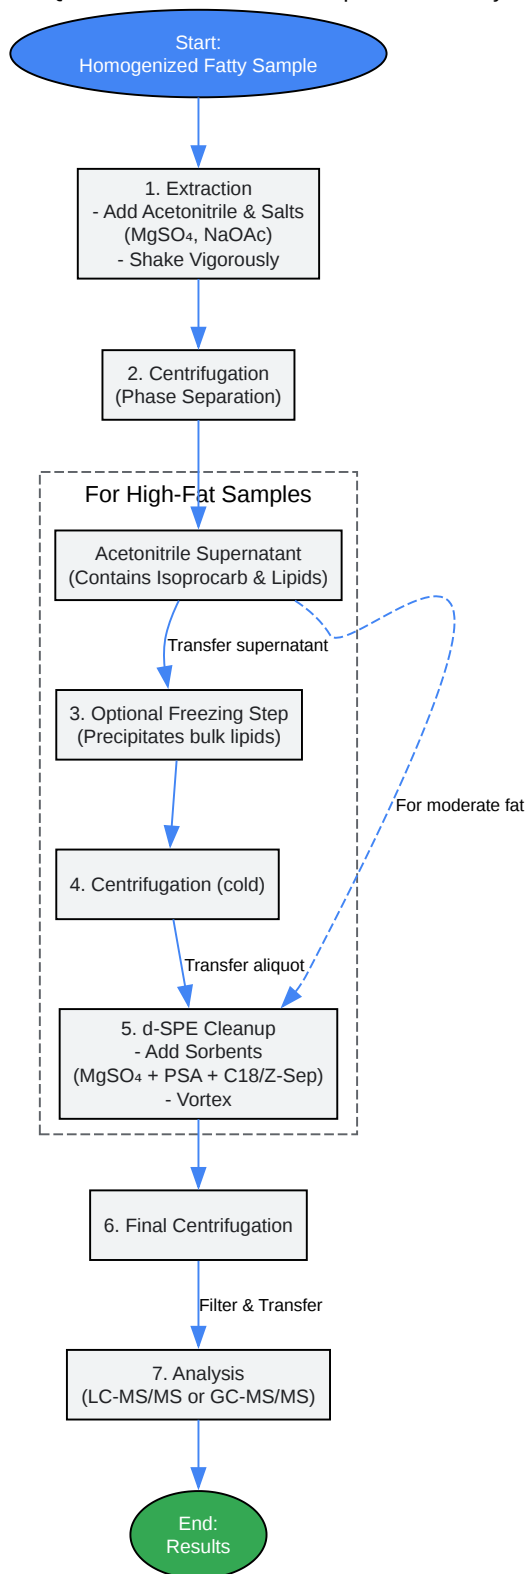 Start:
Homogenized Fatty Sample
1. Extraction
- Add Acetonitrile & Salts
(MgSO₄, NaOAc)
- Shake Vigorously
2. Centrifugation
(Phase Separation)
For High-Fat Samples
Acetonitrile Supernatant
(Contains Isoprocarb & Lipids)
Transfer supernatant
3. Optional Freezing Step
(Precipitates bulk lipids)
For moderate fat
4. Centrifugation (cold)
Transfer aliquot
5. d-SPE Cleanup
- Add Sorbents
(MgSO₄ + PSA + C18/Z-Sep)
- Vortex
6. Final Centrifugation
Filter & Transfer
7. Analysis
(LC-MS/MS or GC-MS/MS)
End:
Results